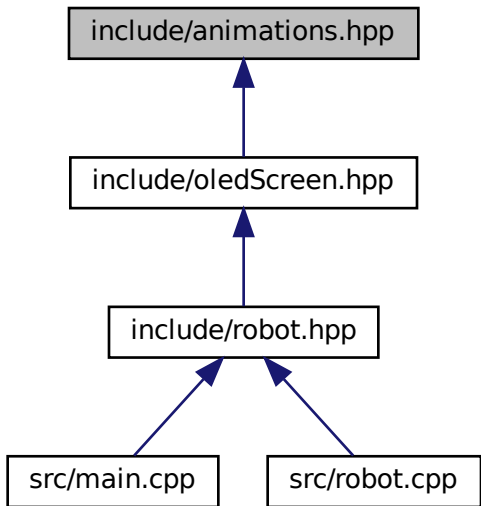 include/animations.hpp
include/oledScreen.hpp
include/robot.hpp
src/main.cpp
src/robot.cpp